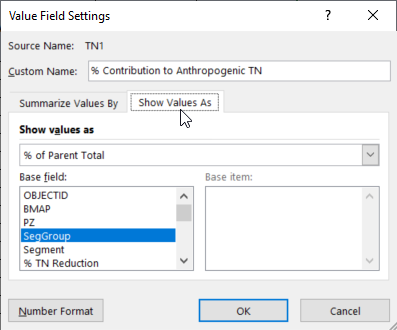 Value Field Settings ? ×
Source Name: TN1
Custom Name: % Contribution to Anthropogenic TN
Summarize Values By Show Values As
Show values as
% of Parent Total
Base field: Base item:
OBJECTID
BMAP
PZ
SegGroup
Segment
% TN Reduction
Number Format OK Cancel